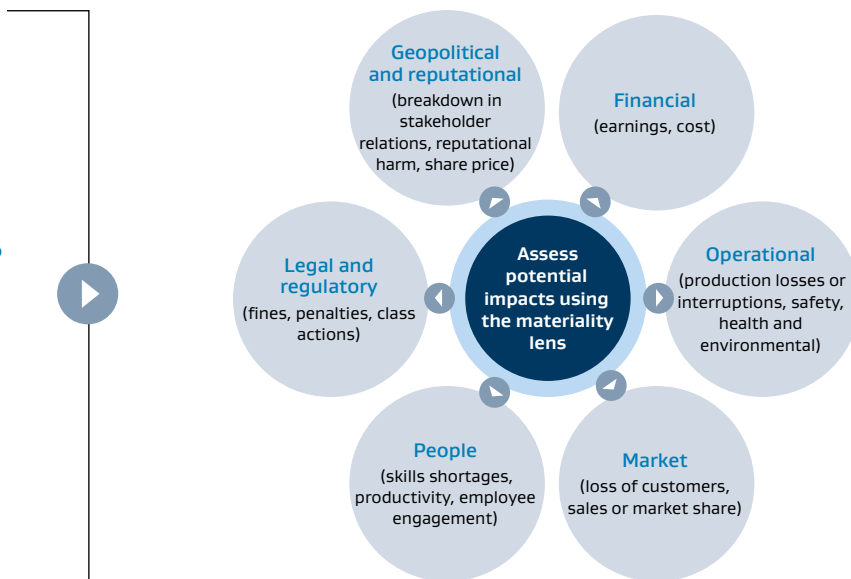 Geopolitical
and reputational
(breakdown in
stakeholder
relations, reputational
harm, share price)
Financial
(earnings, cost)
Legal and
regulatory
(fines, penalties, class
actions)
Assess
potential
impacts using
the materiality
lens
Operational
(production losses or
interruptions, safety,
health and
environmental)
People
(skills shortages,
productivity, employee
engagement)
Market
(loss of customers,
sales or market share)